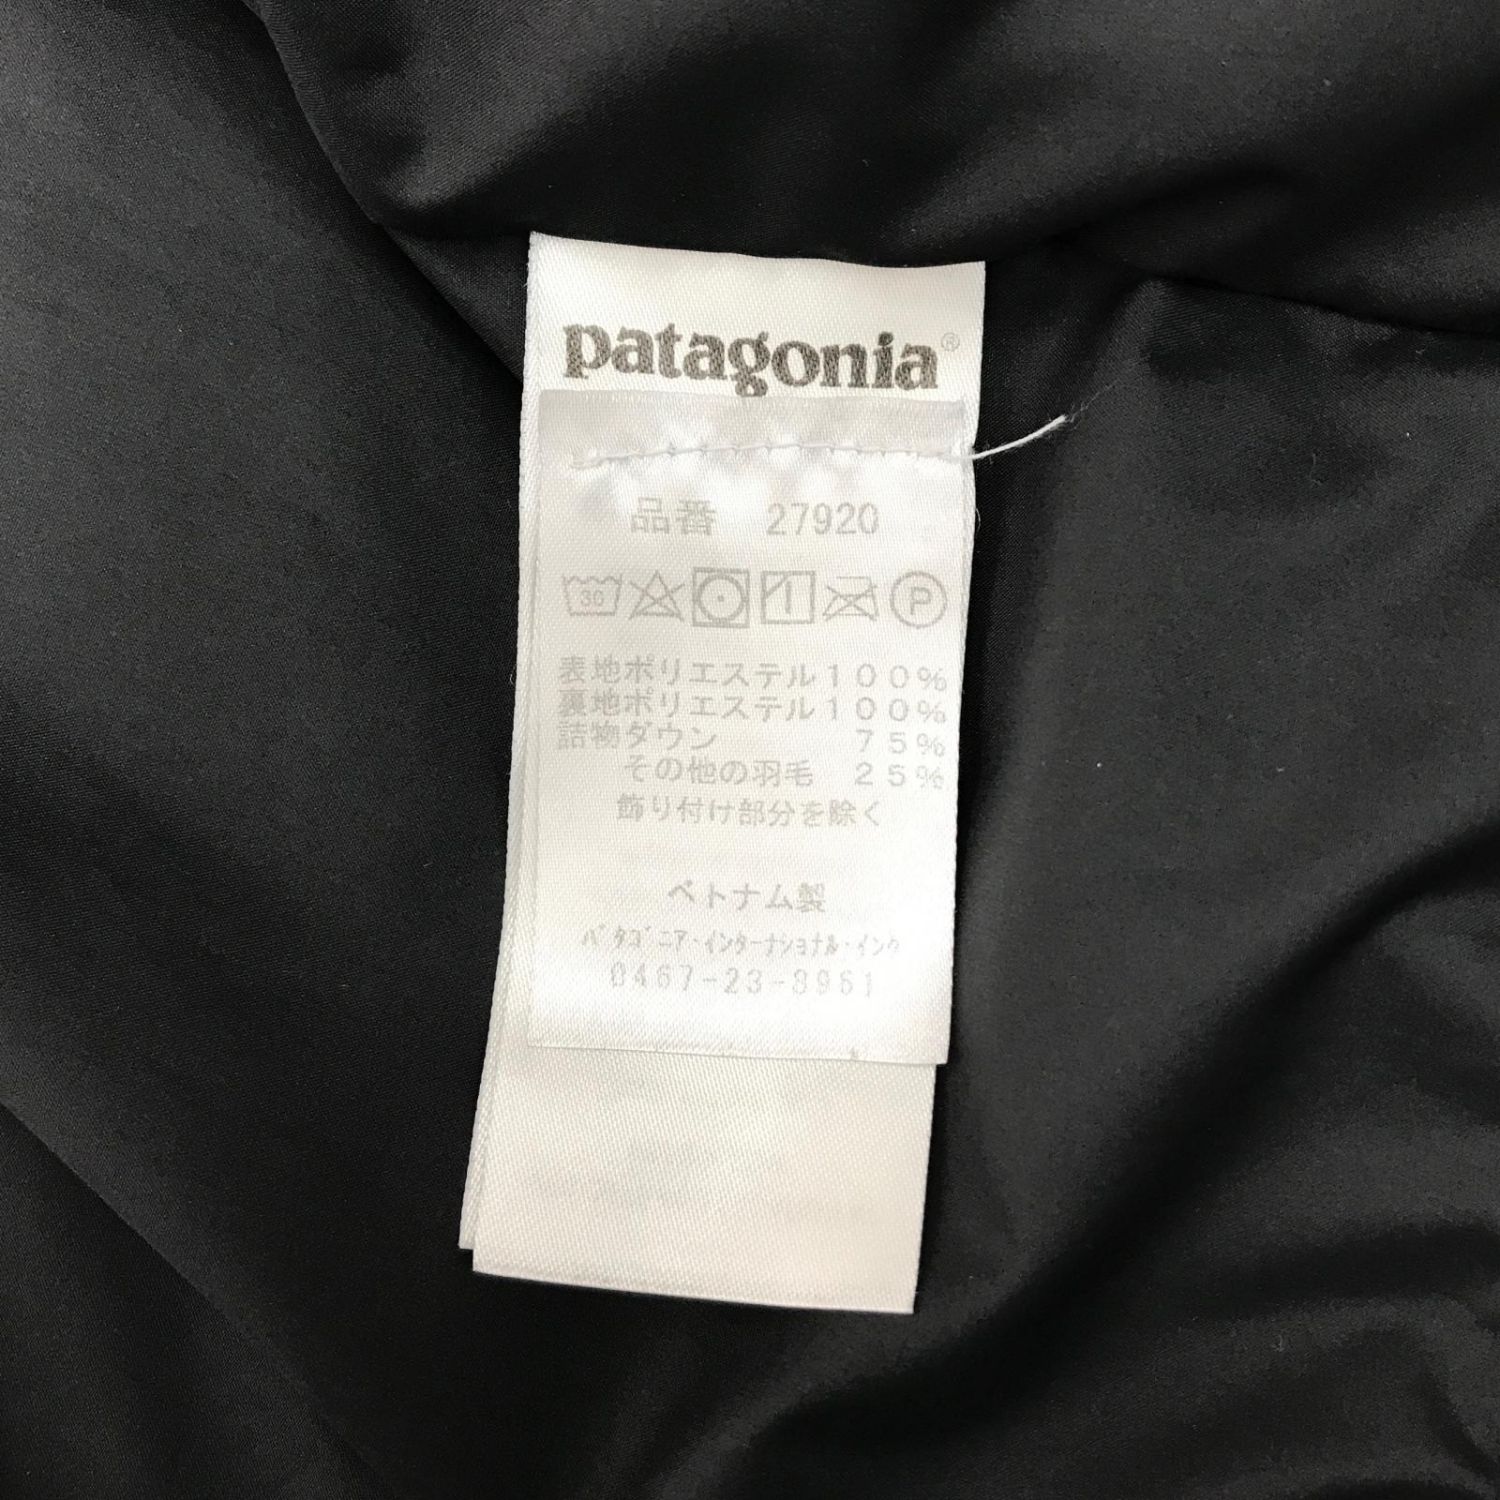 patagonia®
品番 27920
30 P
表地ポリエステル100%
裏地ポリエステル100%
詰物ダウン 75%
その他の羽毛 25%
飾り付け部分を除く
ベトナム製
パタゴニア・インターナショナル・インク
0467-23-8961